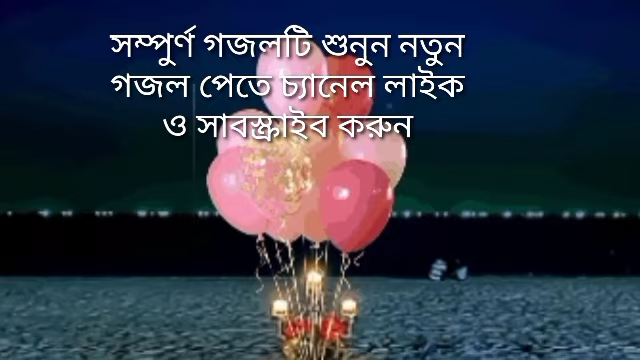 সম্পুর্ণ গজলটি শুনুন নতুন
গজল পেতে চ্যানেল লাইক
ও সাবস্ক্রাইব করুন